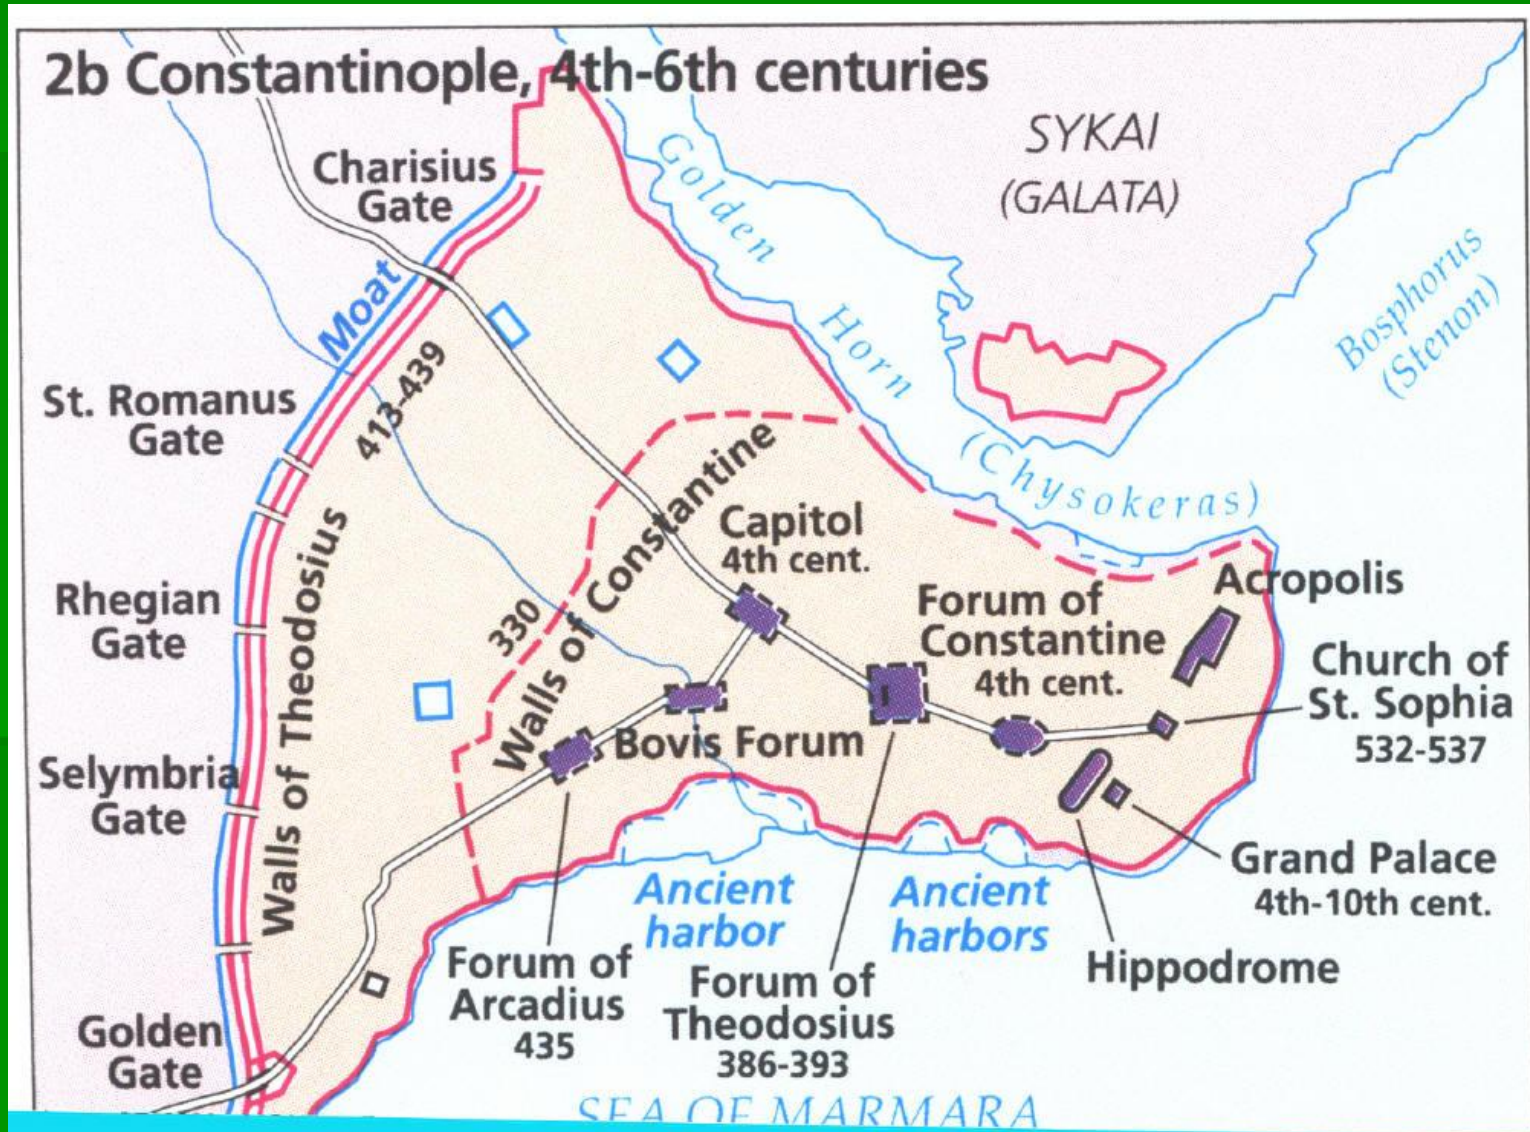 2b Constantinople, 4th-6th centuries
SYKAI
(GALATA)
Charisius
Gate
Golden
Horn
(Chysokeras)
Bosphorus
(Stenon)
Moat
413-439
St. Romanus
Gate
Walls of Theodosius
Walls of Constantine
330
Capitol
4th cent.
Forum of
Constantine
4th cent.
Acropolis
Rhegian
Gate
Church of
St. Sophia
532-537
Bovis Forum
Selymbria
Gate
Grand Palace
4th-10th cent.
Ancient
harbor
Ancient
harbors
Hippodrome
Forum of
Arcadius
435
Forum of
Theodosius
386-393
Golden
Gate
SEA OF MARMARA